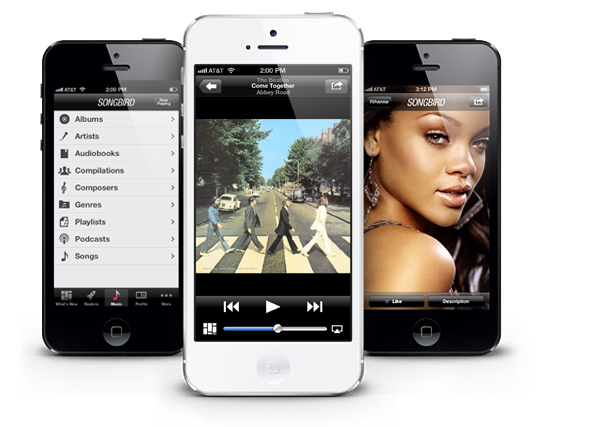 AT&T 2:00 PM
SONGBIRD
Now
Playing
Albums
Artists
Audiobooks
Compilations
Composers
Genres
Playlists
Podcasts
Songs
What's New Explore Music Profile More
AT&T 2:00 PM
The Beatles
Come Together
Abbey Road
AT&T 3:12 PM
Rihanna SONGBIRD
Like Description